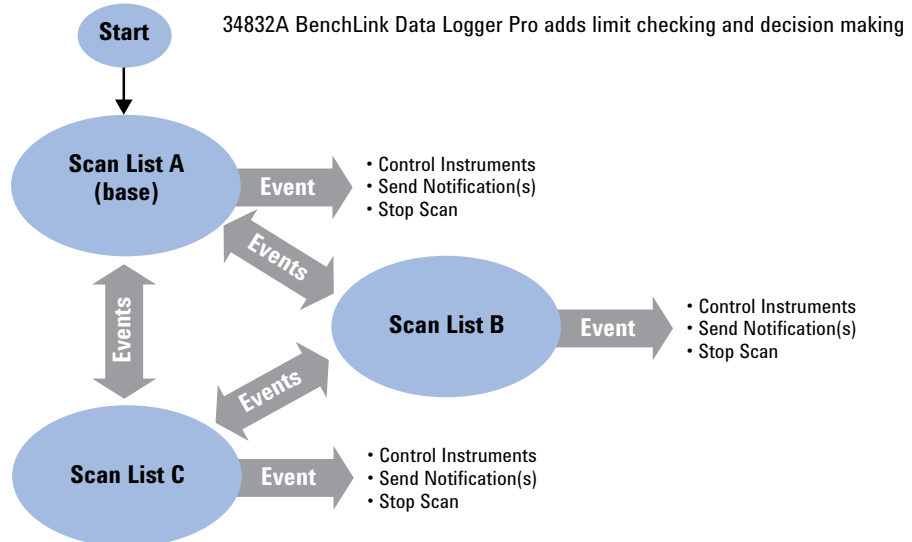 34832A BenchLink Data Logger Pro adds limit checking and decision making
Start
Scan List A
(base)
Event
• Control Instruments
• Send Notification(s)
• Stop Scan
Events
Events
Scan List B
Event
• Control Instruments
• Send Notification(s)
• Stop Scan
Events
Scan List C
Event
• Control Instruments
• Send Notification(s)
• Stop Scan